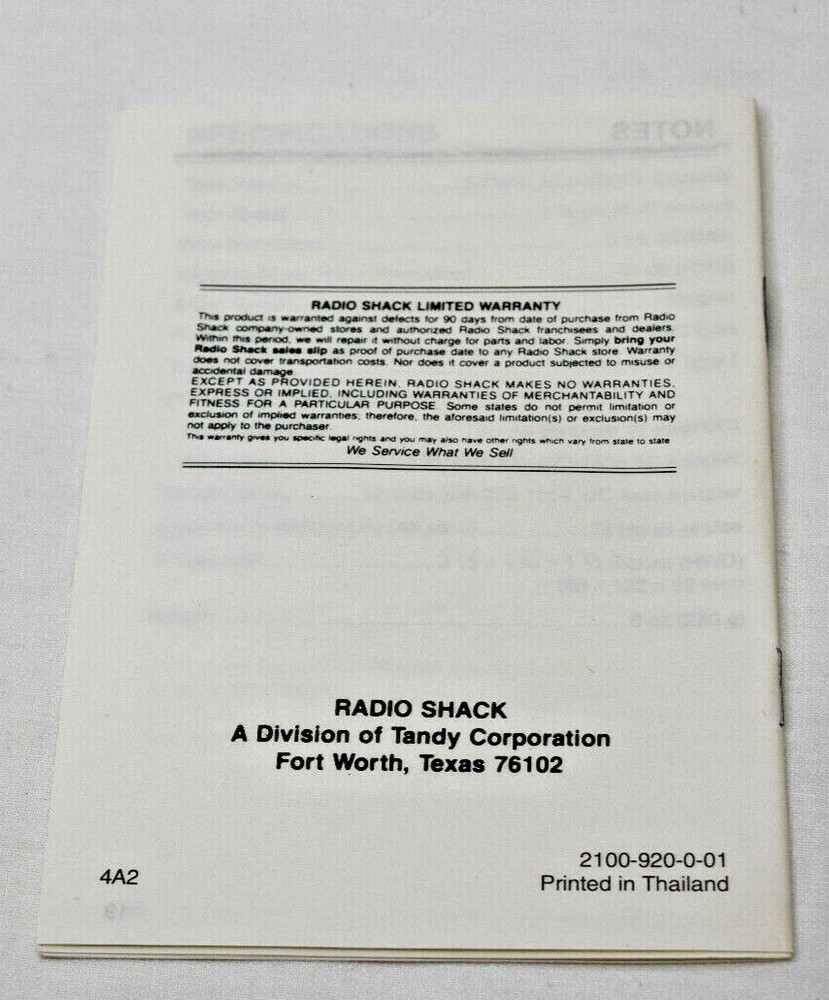 RADIO SHACK LIMITED WARRANTY
This product is warranted against defects for 90 days from date of purchase from Radio
Shack company-owned stores and authorized Radio Shack franchisees and dealers.
Within this period, we will repair it without charge for parts and labor. Simply bring your
Radio Shack sales slip as proof of purchase date to any Radio Shack store. Warranty
does not cover transportation costs. Nor does it cover a product subjected to misuse or
accidental damage.
EXCEPT AS PROVIDED HEREIN, RADIO SHACK MAKES NO WARRANTIES,
EXPRESS OR IMPLIED, INCLUDING WARRANTIES OF MERCHANTABILITY AND
FITNESS FOR A PARTICULAR PURPOSE. Some states do not permit limitation or
exclusion of implied warranties; therefore, the aforesaid limitation(s) or exclusion(s) may
not apply to the purchaser.
This warranty gives you specific legal rights and you may also have other rights which vary from state to state
We Service What We Sell
RADIO SHACK
A Division of Tandy Corporation
Fort Worth, Texas 76102
4A2
2100-920-0-01
Printed in Thailand
NOTES